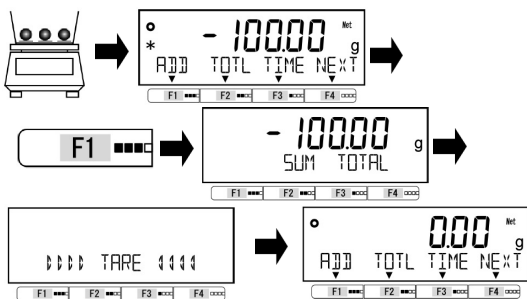 - 100.00 Net
* g
ADD TOTL TIME NEXT
F1 F2 F3 F4
F1
- 100.00 g
SUM TOTAL
F1 F2 F3 F4
TARE
F1 F2 F3 F4
0.00 Net
g
ADD TOTL TIME NEXT
F1 F2 F3 F4